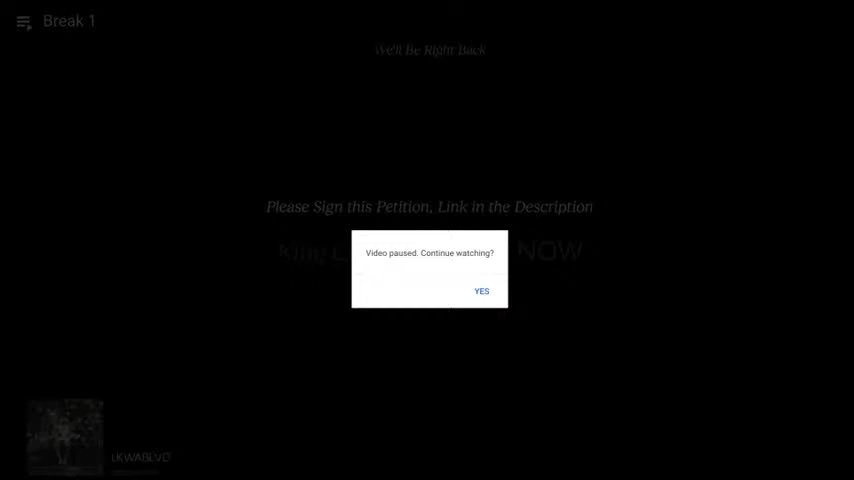 Break 1
We'll Be Right Back
Please Sign this Petition, Link in the Description
King
NOW
Video paused. Continue watching?
YES